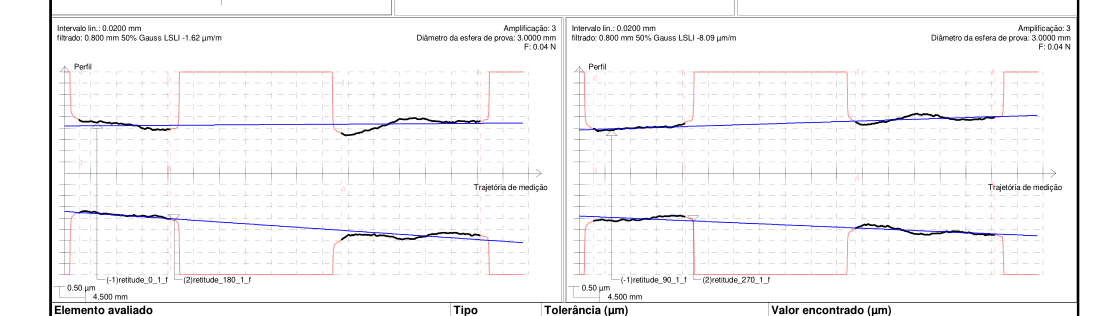 Intervalo lin.: 0.0200 mm
Amplificação: 3
filtrado: 0.800 mm 50% Gauss LSLI -1.62 µm/m
Diâmetro da esfera de prova: 3.0000 mm
F: 0.04 N
Perfil
Trajetória de medição
(-1)retitude_0_1_f
(2)retitude_180_1_f
0.50 µm
4.500 mm
Intervalo lin.: 0.0200 mm
Amplificação: 3
filtrado: 0.800 mm 50% Gauss LSLI -8.09 µm/m
Diâmetro da esfera de prova: 3.0000 mm
F: 0.04 N
Perfil
Trajetória de medição
(-1)retitude_90_1_f
(2)retitude_270_1_f
0.50 µm
4.500 mm
Elemento avaliado
Tipo
Tolerância (µm)
Valor encontrado (µm)